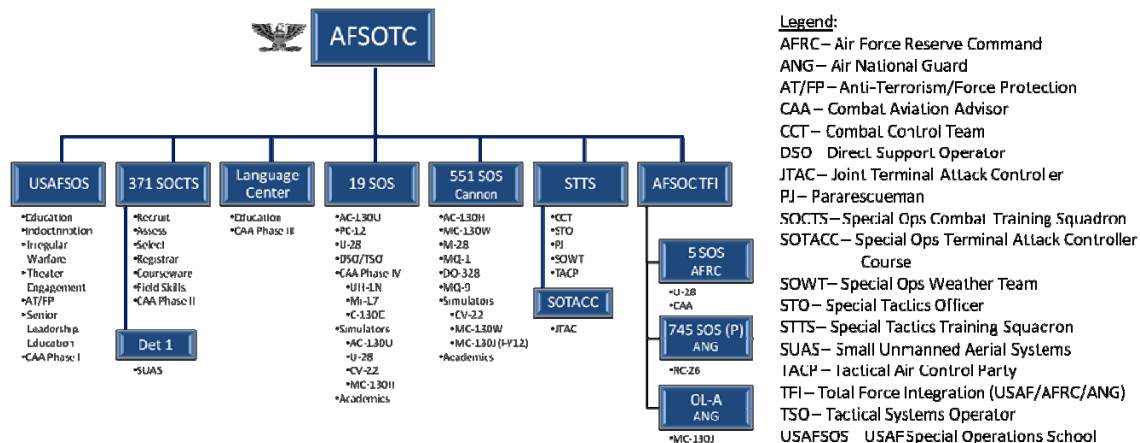 AFSOTC
USAFSOS
•Education
•Indoctrination
•Irregular
Warfare
•Theater
Engagement
•AT/FP
•Senior
Leadership
Education
•CAA Phase I
371 SOCTS
•Recruit
•Assess
•Select
•Registrar
•Courseware
•Field Skills
•CAA Phase II
Det 1
•SUAS
Language
Center
•Education
•CAA Phase III
19 SOS
•AC-130U
•PC-12
•U-28
•DSO/TSO
•CAA Phase IV
•UH-1N
•Mi-17
•C-130E
•Simulators
•AC-130U
•U-28
•CV-22
•MC-130H
•Academics
551 SOS
Cannon
•AC-130H
•MC-130W
•M-28
•MQ-1
•DO-328
•MQ-9
•Simulators
•CV-22
•MC-130W
•MC-130J (FY12)
•Academics
STTS
•CCT
•STO
•PJ
•SOWT
•TACP
SOTACC
•JTAC
AFSOC TFI
5 SOS
AFRC
•U-28
•CAA
745 SOS (P)
ANG
•RC-26
OL-A
ANG
•MC-130J
Legend:
AFRC – Air Force Reserve Command
ANG – Air National Guard
AT/FP – Anti-Terrorism/Force Protection
CAA – Combat Aviation Advisor
CCT – Combat Control Team
DSO Direct Support Operator
JTAC – Joint Terminal Attack Controller
PJ – Pararescueman
SOCTS – Special Ops Combat Training Squadron
SOTACC – Special Ops Terminal Attack Controller
Course
SOWT – Special Ops Weather Team
STO – Special Tactics Officer
STTS – Special Tactics Training Squadron
SUAS – Small Unmanned Aerial Systems
TACP – Tactical Air Control Party
TFI – Total Force Integration (USAF/AFRC/ANG)
TSO – Tactical Systems Operator
USAFSOS USAF Special Operations School